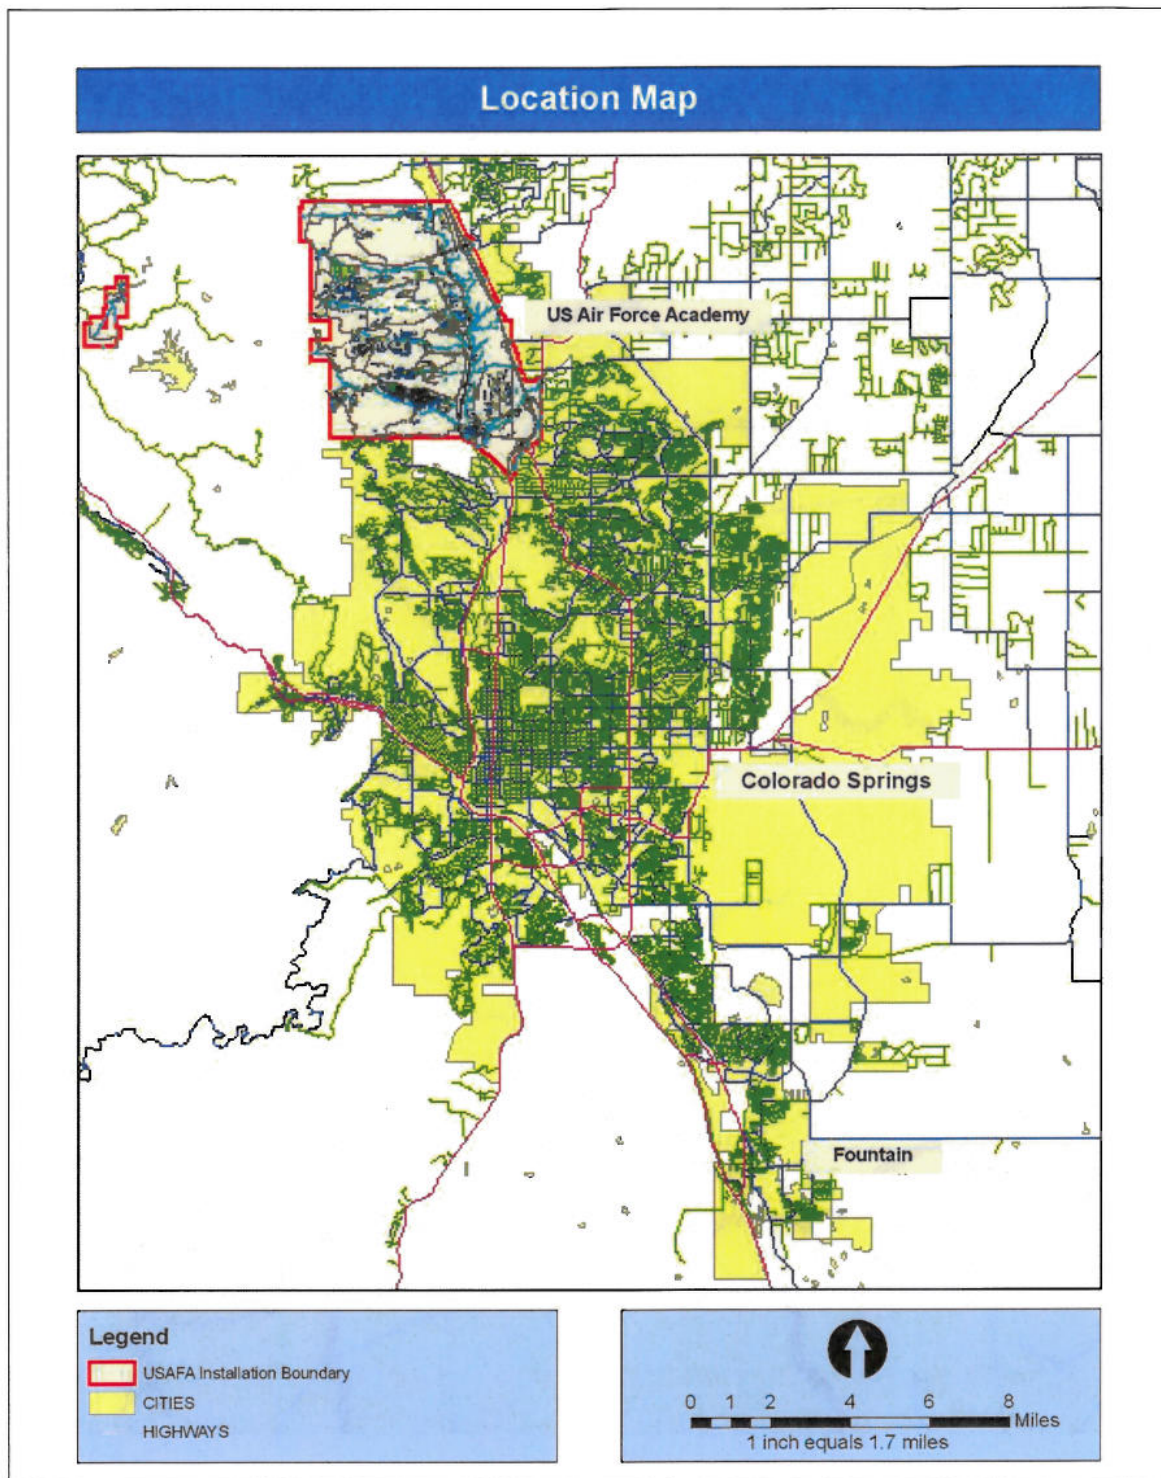 Location Map
US Air Force Academy
Colorado Springs
Fountain
Legend
USAFA Installation Boundary
CITIES
HIGHWAYS
0 1 2 4 6 8
Miles
1 inch equals 1.7 miles